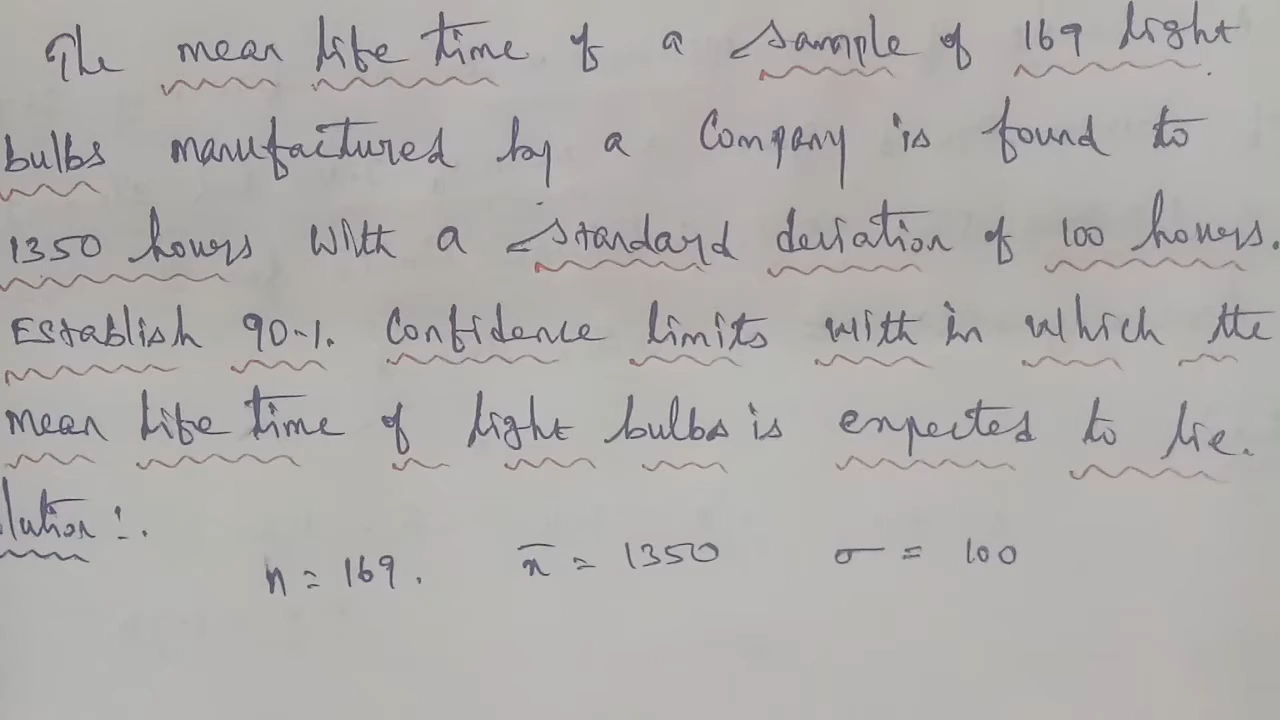 The mean life time of a sample of 169 light
bulbs manufactured by a Company is found to
1350 hours with a standard deviation of 100 hours.
Establish 90-1. Confidence limits with in which the
mean life time of light bulbs is expected to lie.
lution :.
n = 169. x̄ = 1350 σ = 100